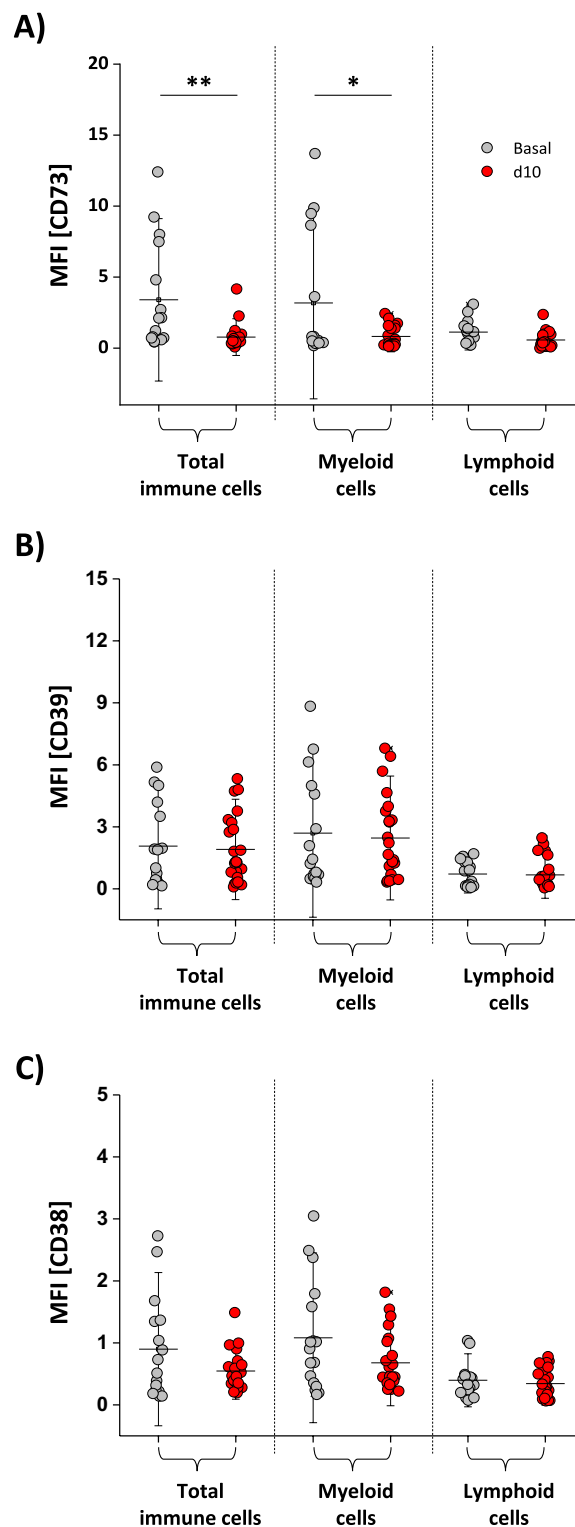 A)
20
** *
15
Basal
d10
10
MFI [CD73]
5
0
Total
immune cells
Myeloid
cells
Lymphoid
cells
B)
15
12
9
MFI [CD39]
6
3
0
Total
immune cells
Myeloid
cells
Lymphoid
cells
C)
5
4
3
MFI [CD38]
2
1
0
Total
immune cells
Myeloid
cells
Lymphoid
cells